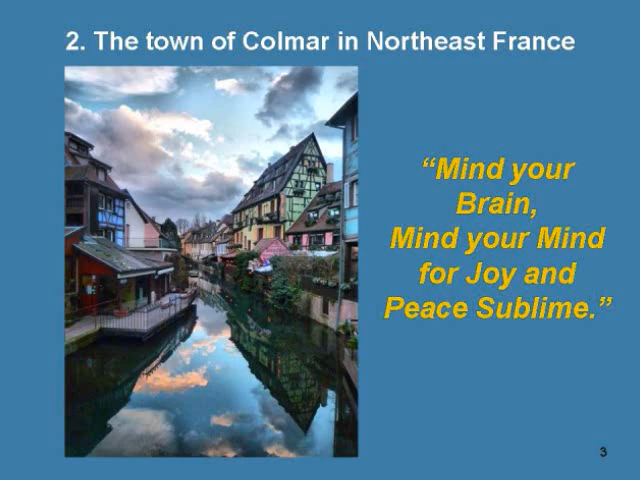 2. The town of Colmar in Northeast France
“Mind your
Brain,
Mind your Mind
for Joy and
Peace Sublime.”
3